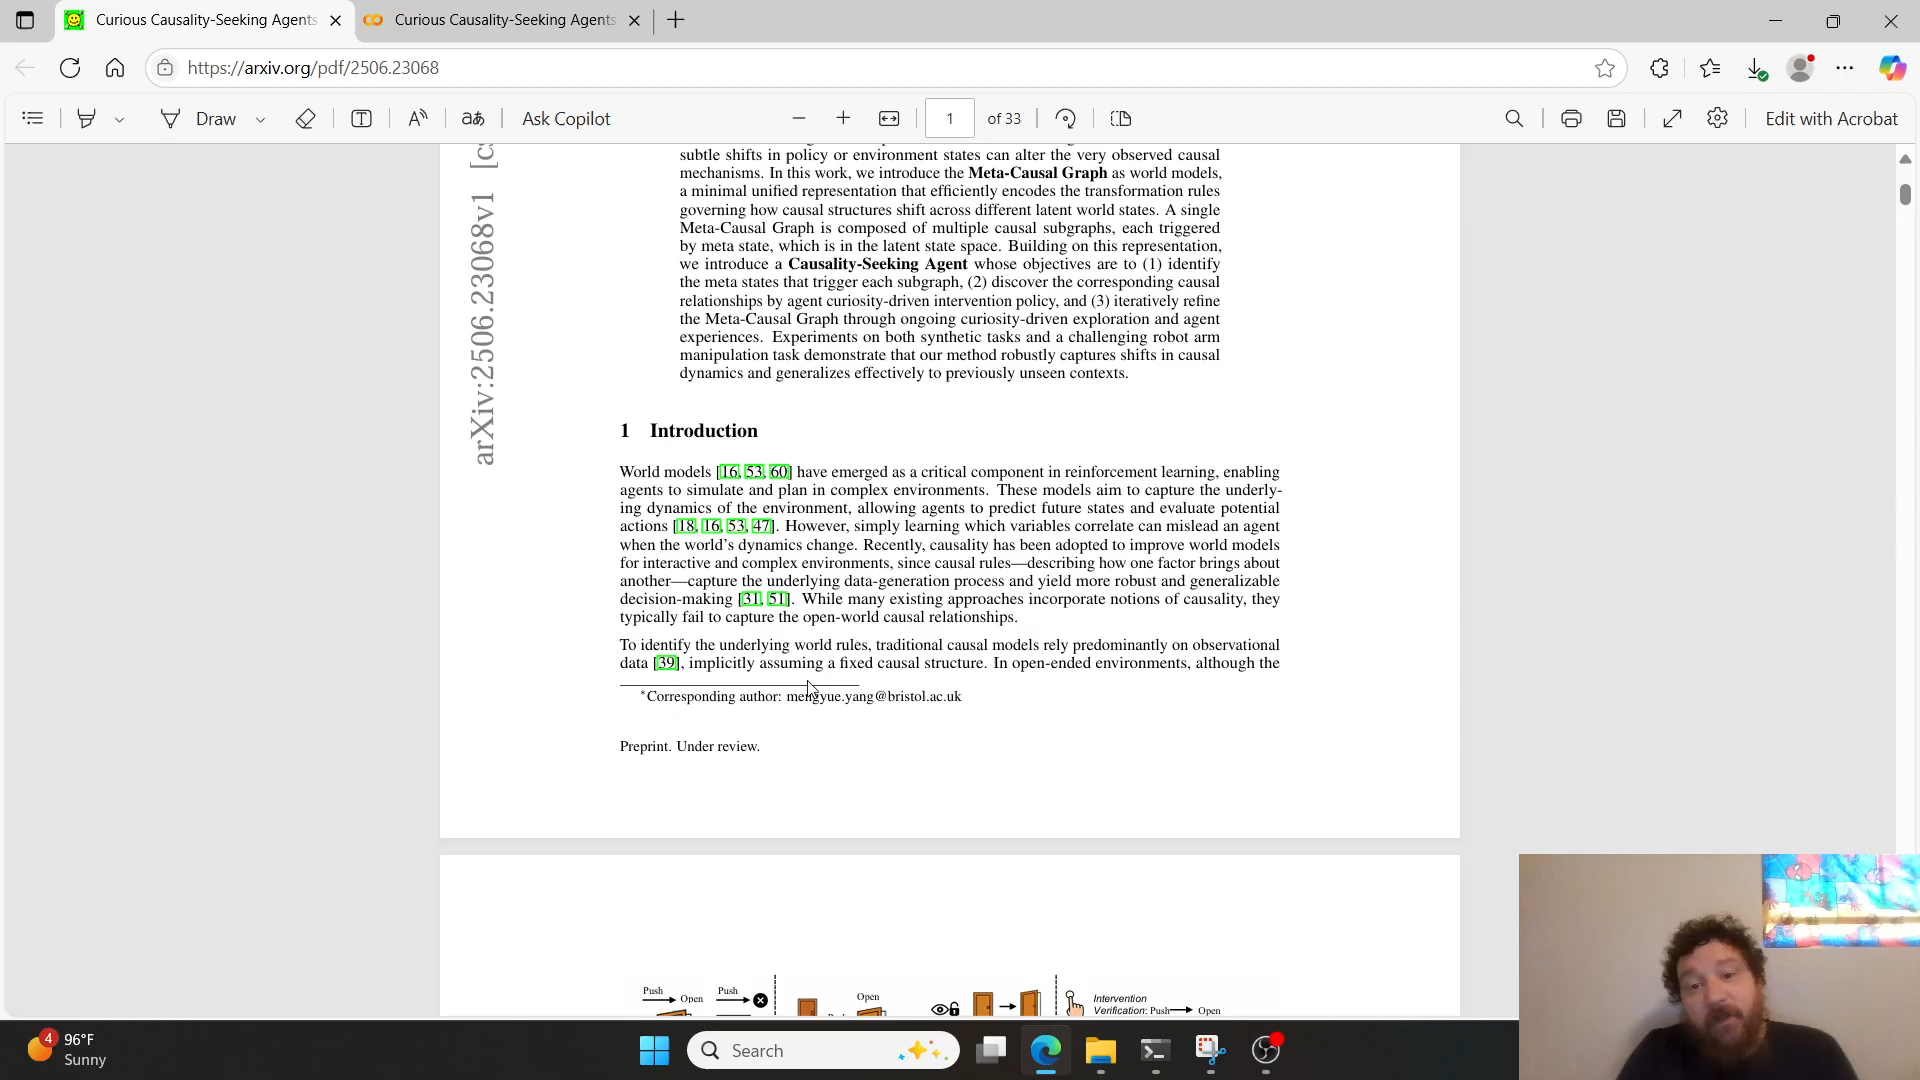 Curious Causality-Seeking Agents
Curious Causality-Seeking Agents
https://arxiv.org/pdf/2506.23068
Draw
aあ
Ask Copilot
1
of 33
Edit with Acrobat
subtle shifts in policy or environment states can alter the very observed causal
mechanisms. In this work, we introduce the Meta-Causal Graph as world models,
a minimal unified representation that efficiently encodes the transformation rules
governing how causal structures shift across different latent world states. A single
Meta-Causal Graph is composed of multiple causal subgraphs, each triggered
by meta state, which is in the latent state space. Building on this representation,
we introduce a Causality-Seeking Agent whose objectives are to (1) identify
the meta states that trigger each subgraph, (2) discover the corresponding causal
relationships by agent curiosity-driven intervention policy, and (3) iteratively refine
the Meta-Causal Graph through ongoing curiosity-driven exploration and agent
experiences. Experiments on both synthetic tasks and a challenging robot arm
manipulation task demonstrate that our method robustly captures shifts in causal
dynamics and generalizes effectively to previously unseen contexts.
arXiv:2506.23068v1 [c
1 Introduction
World models [16, 53, 60] have emerged as a critical component in reinforcement learning, enabling
agents to simulate and plan in complex environments. These models aim to capture the underly-
ing dynamics of the environment, allowing agents to predict future states and evaluate potential
actions [18, 16, 53, 47]. However, simply learning which variables correlate can mislead an agent
when the world's dynamics change. Recently, causality has been adopted to improve world models
for interactive and complex environments, since causal rules—describing how one factor brings about
another—capture the underlying data-generation process and yield more robust and generalizable
decision-making [31, 51]. While many existing approaches incorporate notions of causality, they
typically fail to capture the open-world causal relationships.
To identify the underlying world rules, traditional causal models rely predominantly on observational
data [39], implicitly assuming a fixed causal structure. In open-ended environments, although the
*Corresponding author: mengyue.yang@bristol.ac.uk
Preprint. Under review.
Push
Open
Push
Open
Intervention
Verification: Push
Open
4
96°F
Sunny
Search